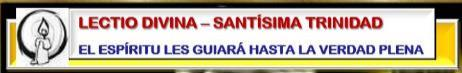 LECTIO DIVINA – SANTÍSIMA TRINIDAD
EL ESPÍRITU LES GUIARÁ HASTA LA VERDAD PLENA